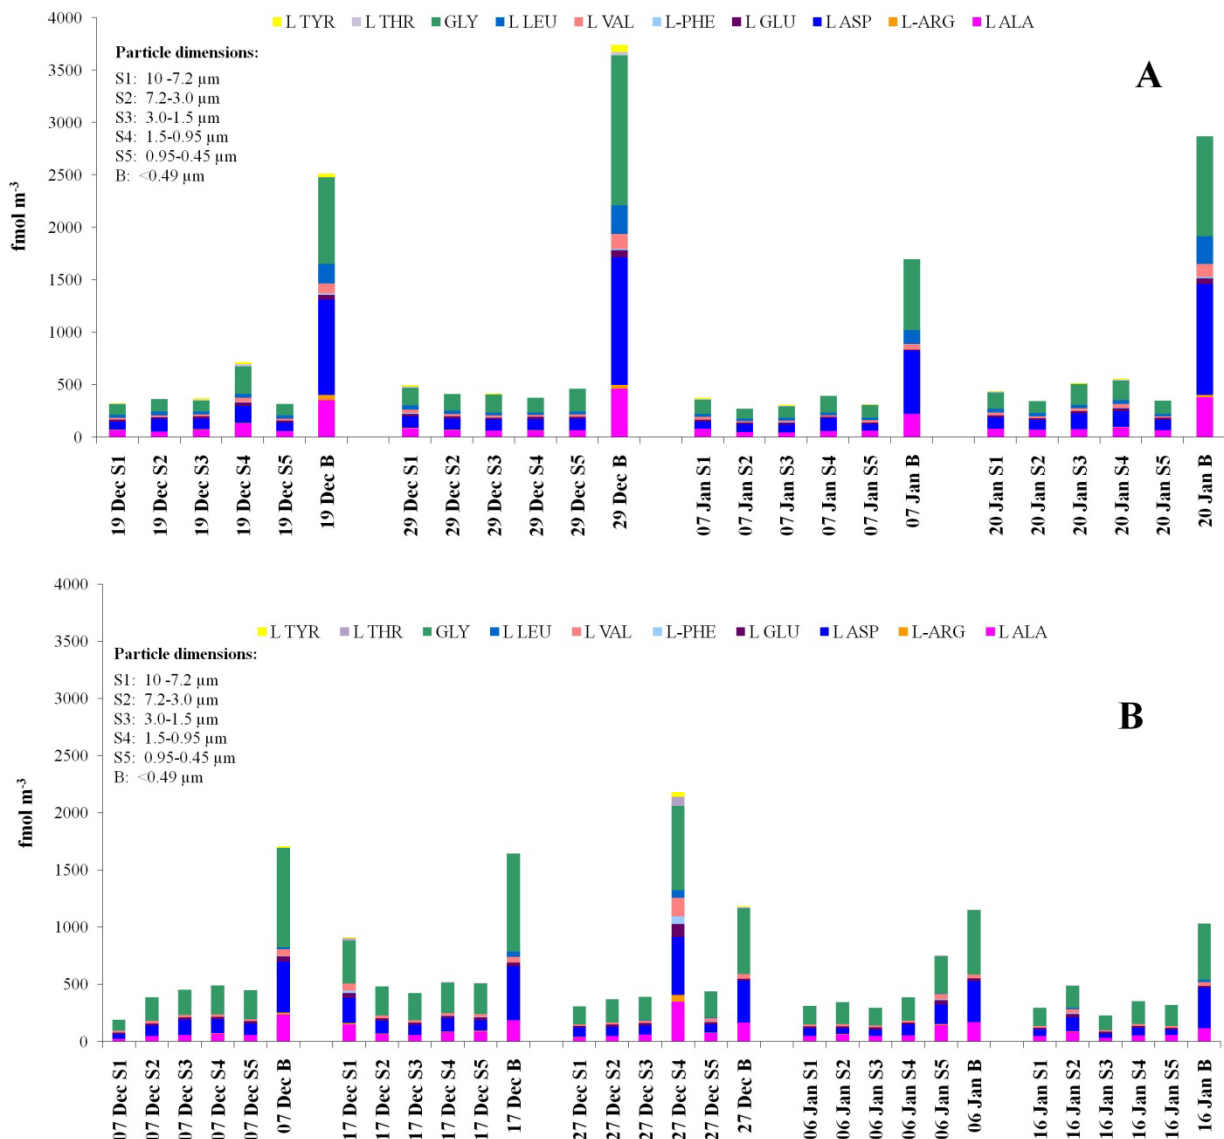 L TYR L THR GLY L LEU L VAL L-PHE L GLU L ASP L-ARG L ALA
Particle dimensions:
S1: 10 -7.2 µm
S2: 7.2-3.0 µm
S3: 3.0-1.5 µm
S4: 1.5-0.95 µm
S5: 0.95-0.45 µm
B: <0.49 µm
A
fmol m-3
4000
3500
3000
2500
2000
1500
1000
500
0
19 Dec S1
19 Dec S2
19 Dec S3
19 Dec S4
19 Dec S5
19 Dec B
29 Dec S1
29 Dec S2
29 Dec S3
29 Dec S4
29 Dec S5
29 Dec B
07 Jan S1
07 Jan S2
07 Jan S3
07 Jan S4
07 Jan S5
07 Jan B
20 Jan S1
20 Jan S2
20 Jan S3
20 Jan S4
20 Jan S5
20 Jan B
L TYR L THR GLY L LEU L VAL L-PHE L GLU L ASP L-ARG L ALA
Particle dimensions:
S1: 10 -7.2 µm
S2: 7.2-3.0 µm
S3: 3.0-1.5 µm
S4: 1.5-0.95 µm
S5: 0.95-0.45 µm
B: <0.49 µm
B
fmol m-3
4000
3500
3000
2500
2000
1500
1000
500
0
07 Dec S1
07 Dec S2
07 Dec S3
07 Dec S4
07 Dec S5
07 Dec B
17 Dec S1
17 Dec S2
17 Dec S3
17 Dec S4
17 Dec S5
17 Dec B
27 Dec S1
27 Dec S2
27 Dec S3
27 Dec S4
27 Dec S5
27 Dec B
06 Jan S1
06 Jan S2
06 Jan S3
06 Jan S4
06 Jan S5
06 Jan B
16 Jan S1
16 Jan S2
16 Jan S3
16 Jan S4
16 Jan S5
16 Jan B